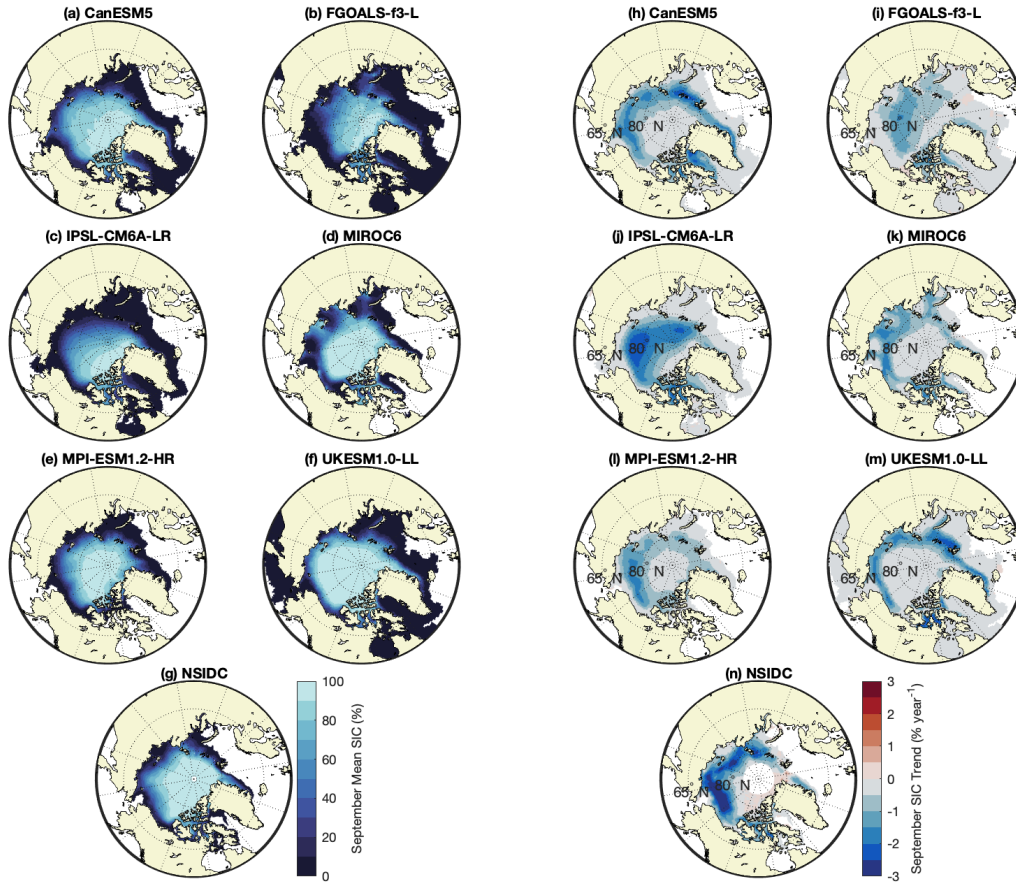 (a) CanESM5
(b) FGOALS-f3-L
(h) CanESM5
(i) FGOALS-f3-L
65° N
80° N
80° N
(c) IPSL-CM6A-LR
(d) MIROC6
(j) IPSL-CM6A-LR
(k) MIROC6
65° N
80° N
65° N
80° N
(e) MPI-ESM1.2-HR
(f) UKESM1.0-LL
(l) MPI-ESM1.2-HR
(m) UKESM1.0-LL
65° N
80° N
65° N
80° N
(g) NSIDC
100
80
60
40
20
0
September Mean SIC (%)
(n) NSIDC
65° N
80° N
3
2
1
0
-1
-2
-3
September SIC Trend (% year⁻¹)